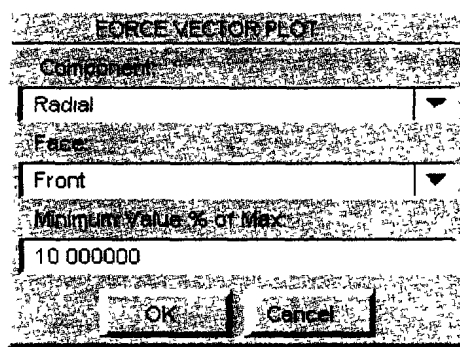 FORCE VECTOR PLOT
Component:
Radial
Face:
Front
Minimum Value % of Max:
10 000000
OK Cancel